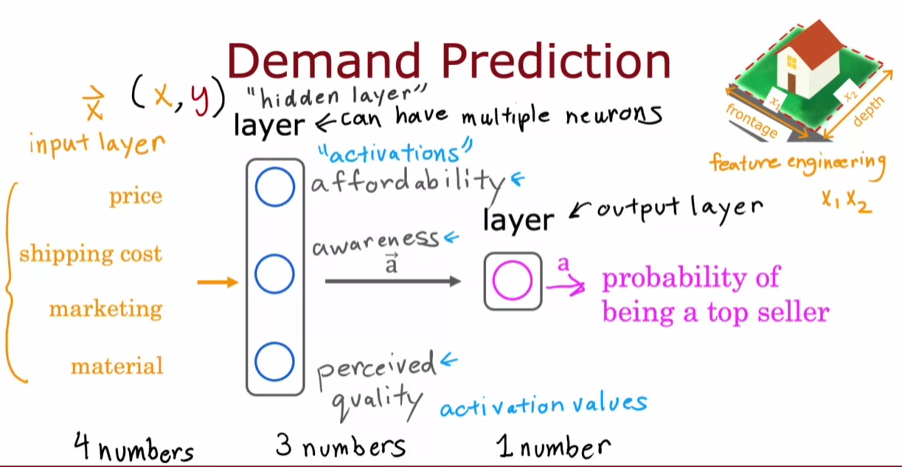 Demand Prediction
x⃗ (x, y)
"hidden layer"
layer ← can have multiple neurons
input layer
"activations"
price
affordability ←
shipping cost
awareness ←
a⃗
marketing
material
perceived ←
quality
activation values
layer ← output layer
a
probability of
being a top seller
4 numbers
3 numbers
1 number
x₁
x₂
frontage
depth
feature engineering
x₁ x₂